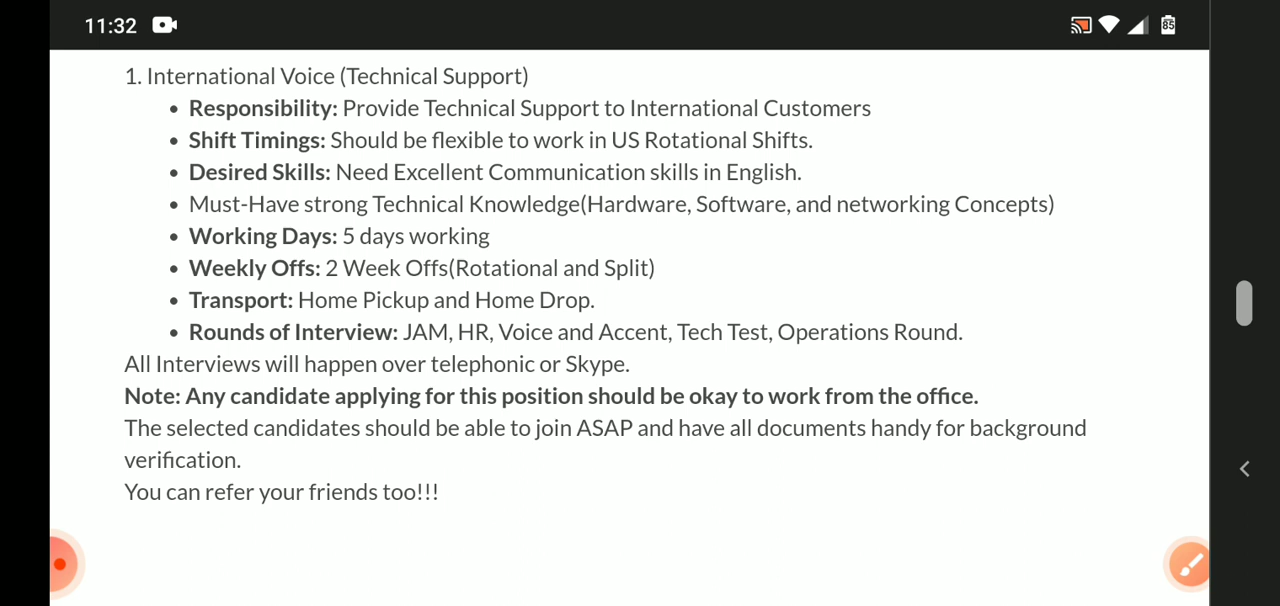 11:32
85
1. International Voice (Technical Support)
• Responsibility: Provide Technical Support to International Customers
• Shift Timings: Should be flexible to work in US Rotational Shifts.
• Desired Skills: Need Excellent Communication skills in English.
• Must-Have strong Technical Knowledge(Hardware, Software, and networking Concepts)
• Working Days: 5 days working
• Weekly Offs: 2 Week Offs(Rotational and Split)
• Transport: Home Pickup and Home Drop.
• Rounds of Interview: JAM, HR, Voice and Accent, Tech Test, Operations Round.
All Interviews will happen over telephonic or Skype.
Note: Any candidate applying for this position should be okay to work from the office.
The selected candidates should be able to join ASAP and have all documents handy for background
verification.
You can refer your friends too!!!